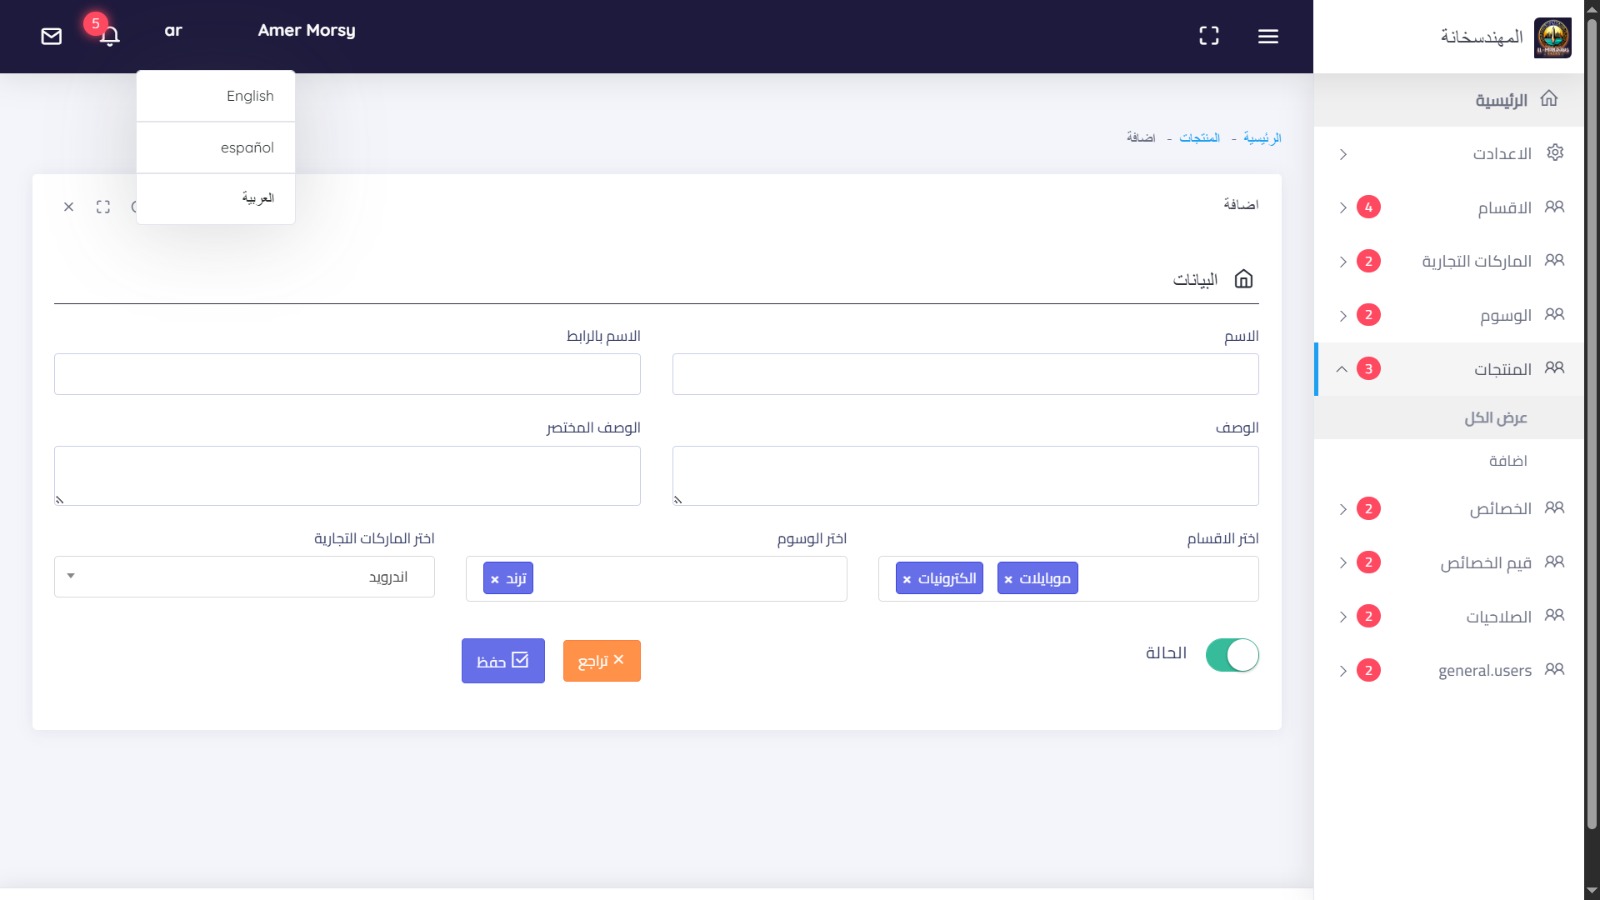 المهندسخانة
Amer Morsy
ar
5
English
español
العربية
الرئيسية
الاعدادت
الاقسام 4
الماركات التجارية 2
الوسوم 2
المنتجات 3
عرض الكل
اضافة
الخصائص 2
قيم الخصائص 2
الصلاحيات 2
general.users 2
الرئيسية - المنتجات - اضافة
اضافة
البيانات
الاسم
الاسم بالرابط
الوصف
الوصف المختصر
اختر الاقسام
اختر الوسوم
اختر الماركات التجارية
موبايلات × الكترونيات ×
ترند ×
اندرويد
الحالة
× تراجع
حفظ